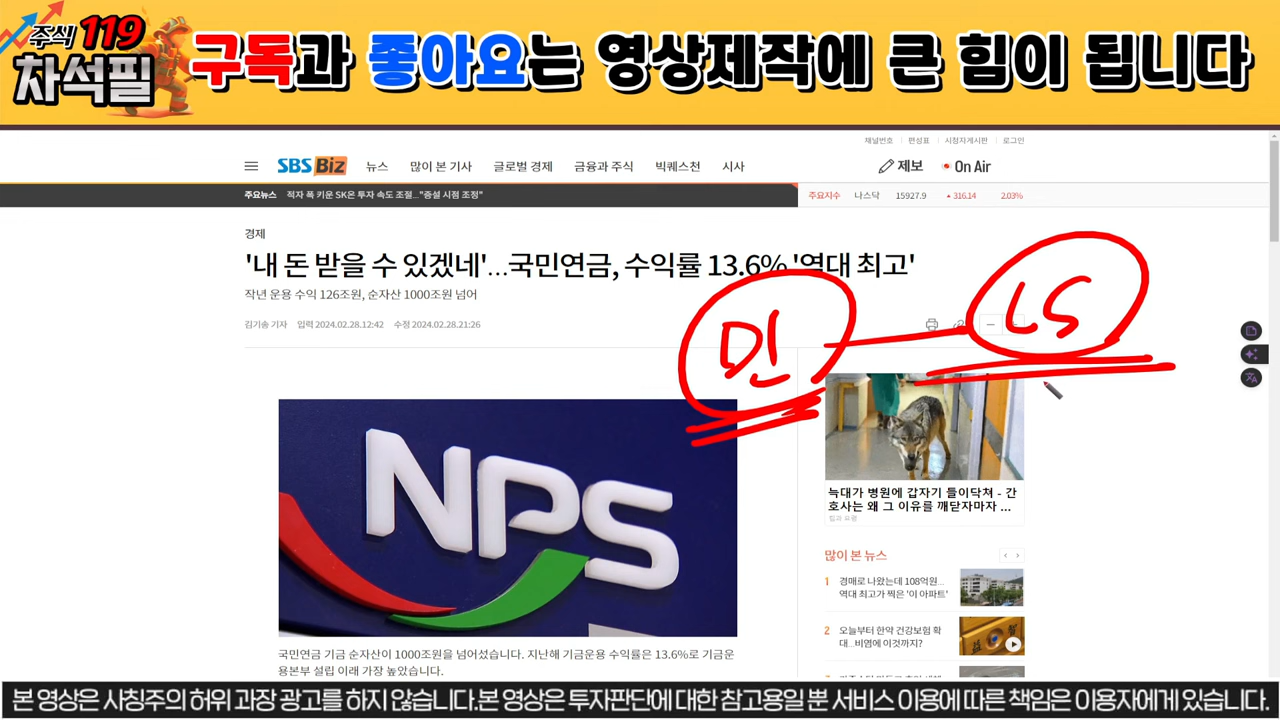 주식 119
차석필
구독과 좋아요는 영상제작에 큰 힘이 됩니다
채널번호 편성표 시청자게시판 로그인
SBS Biz 뉴스 많이 본 기사 글로벌 경제 금융과 주식 빅퀘스천 시사 제보 On Air
주요뉴스 적자 폭 키운 SK온 투자 속도 조절..."증설 시점 조정" 주요지수 나스닥 15927.9 316.14 2.03%
경제
'내 돈 받을 수 있겠네'...국민연금, 수익률 13.6% '역대 최고'
작년 운용 수익 126조원, 순자산 1000조원 넘어
김기송 기자 입력 2024.02.28.12:42 수정 2024.02.28.21:26
민 LS
NPS
늑대가 병원에 갑자기 들이닥쳐 - 간
호사는 왜 그 이유를 깨닫자마자 ...
많이 본 뉴스
1 경매로 나왔는데 108억원...
역대 최고가 찍은 '이 아파트'
2 오늘부터 한약 건강보험 확
대...비염에 이것까지?
국민연금 기금 순자산이 1000조원을 넘어섰습니다. 지난해 기금운용 수익률은 13.6%로 기금운
용본부 설립 이래 가장 높았습니다.
본 영상은 사칭주의 허위 과장 광고를 하지 않습니다.본 영상은 투자판단에 대한 참고용일 뿐 서비스 이용에 따른 책임은 이용자에게 있습니다.